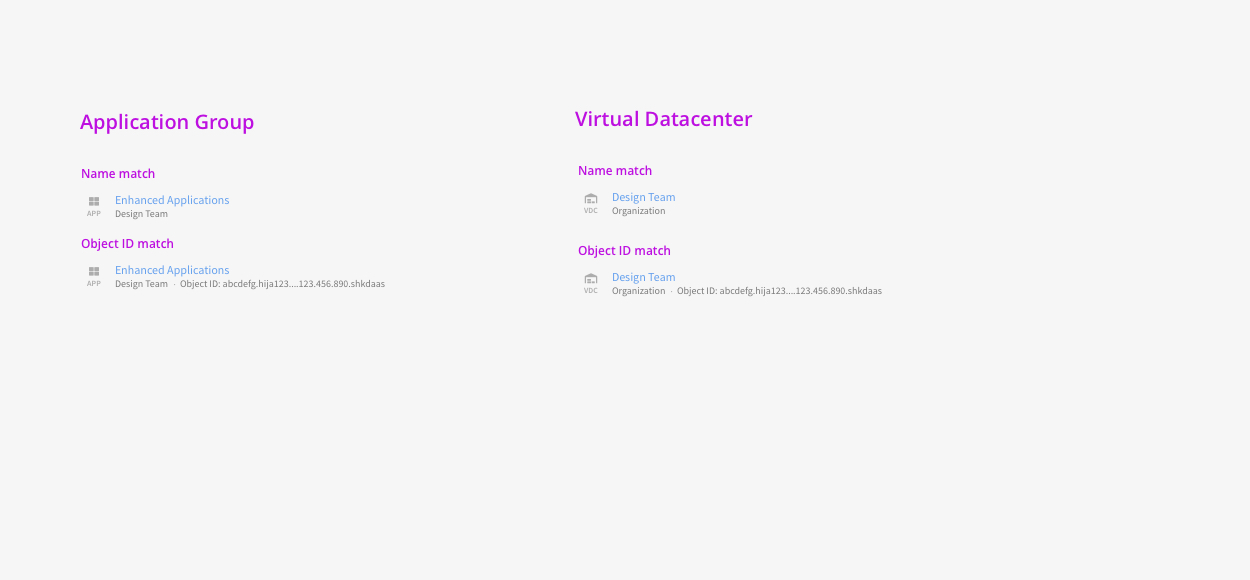 Application Group
Name match
Enhanced Applications
APP
Design Team
Object ID match
Enhanced Applications
APP
Design Team · Object ID: abcdefg.hija123....123.456.890.shkdaas
Virtual Datacenter
Name match
Design Team
VDC
Organization
Object ID match
Design Team
VDC
Organization · Object ID: abcdefg.hija123....123.456.890.shkdaas